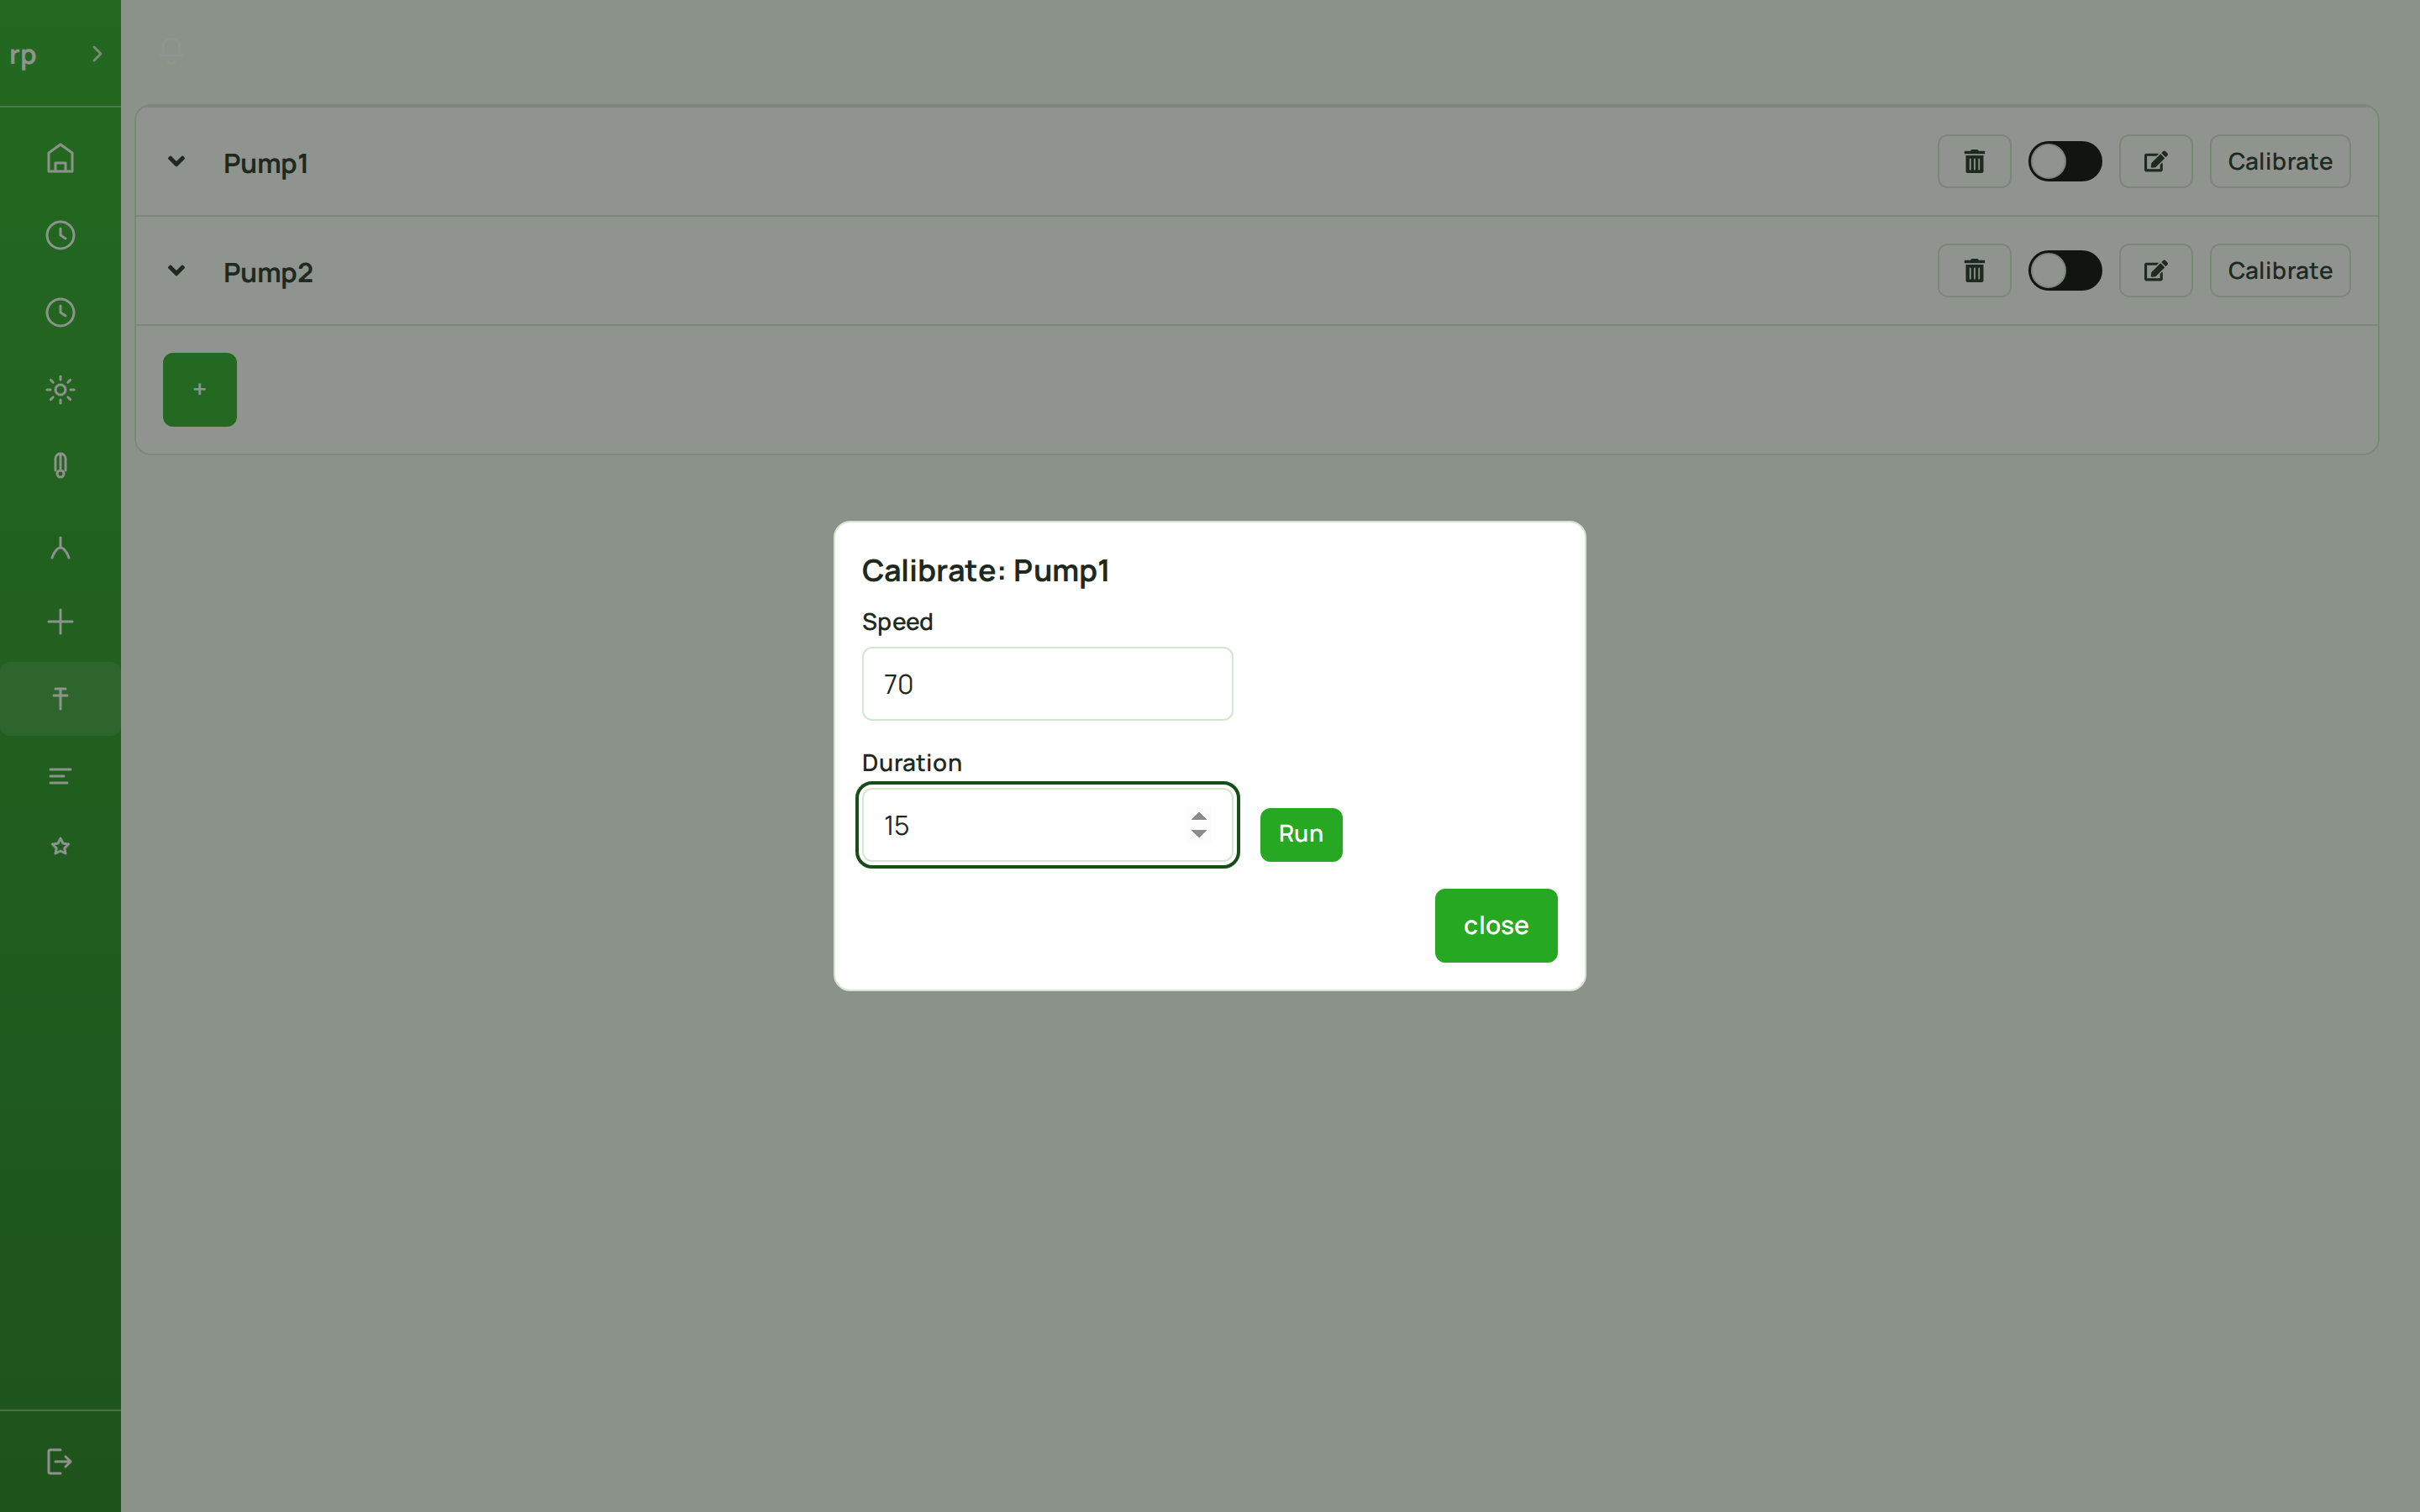 rp
Pump1
Calibrate
Pump2
Calibrate
+
Calibrate: Pump1
Speed
70
Duration
15
Run
close